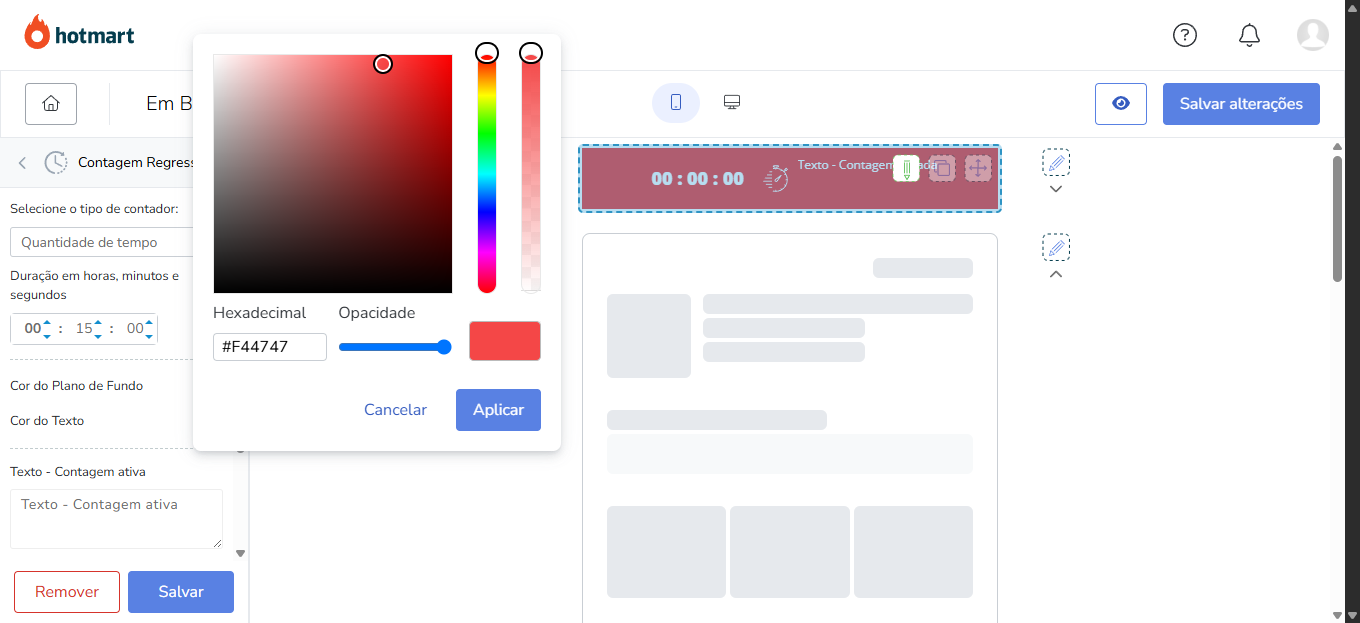 hotmart
Em B
Salvar alterações
Contagem Regress
Selecione o tipo de contador:
Quantidade de tempo
Duração em horas, minutos e
segundos
00 : 15 : 00
Cor do Plano de Fundo
Cor do Texto
Texto - Contagem ativa
Texto - Contagem ativa
Remover
Salvar
Hexadecimal
Opacidade
#F44747
Cancelar
Aplicar
00 : 00 : 00
Texto - Contagem